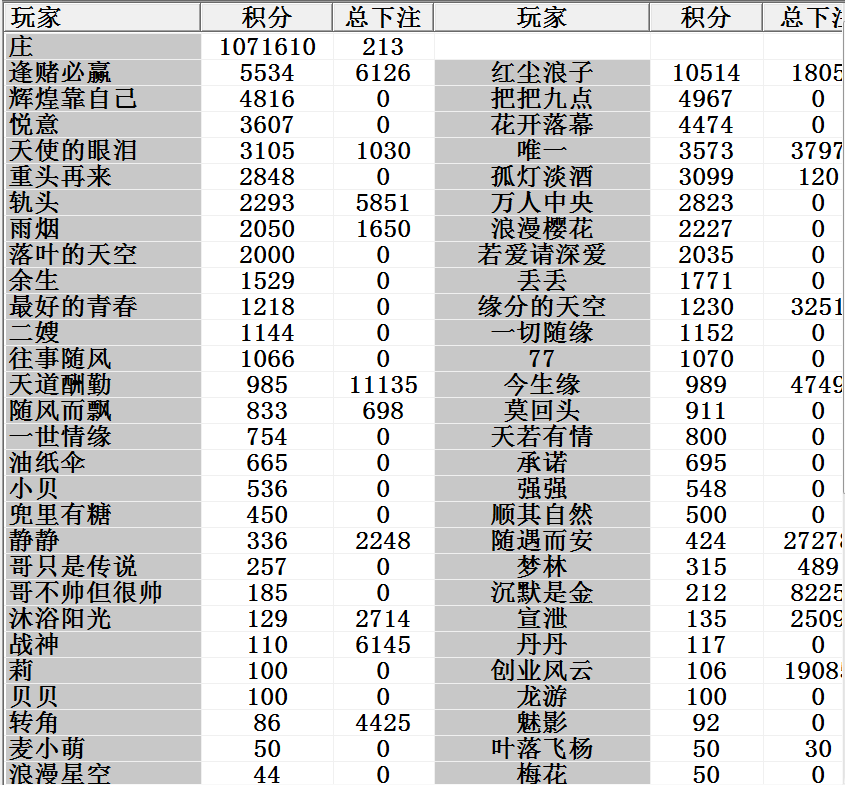 玩家 积分 总下注 玩家 积分 总下注
庄 1071610 213
逢赌必赢 5534 6126 红尘浪子 10514 1805
辉煌靠自己 4816 0 把把九点 4967 0
悦意 3607 0 花开落幕 4474 0
天使的眼泪 3105 1030 唯一 3573 3797
重头再来 2848 0 孤灯淡酒 3099 120
轨头 2293 5851 万人中央 2823 0
雨烟 2050 1650 浪漫樱花 2227 0
落叶的天空 2000 0 若爱请深爱 2035 0
余生 1529 0 丢丢 1771 0
最好的青春 1218 0 缘分的天空 1230 3251
二嫂 1144 0 一切随缘 1152 0
往事随风 1066 0 77 1070 0
天道酬勤 985 11135 今生缘 989 4749
随风而飘 833 698 莫回头 911 0
一世情缘 754 0 天若有情 800 0
油纸伞 665 0 承诺 695 0
小贝 536 0 强强 548 0
兜里有糖 450 0 顺其自然 500 0
静静 336 2248 随遇而安 424 27278
哥只是传说 257 0 梦林 315 489
哥不帅但很帅 185 0 沉默是金 212 8225
沐浴阳光 129 2714 宣泄 135 2509
战神 110 6145 丹丹 117 0
莉 100 0 创业风云 106 19085
贝贝 100 0 龙游 100 0
转角 86 4425 魅影 92 0
麦小萌 50 0 叶落飞杨 50 30
浪漫星空 44 0 梅花 50 0